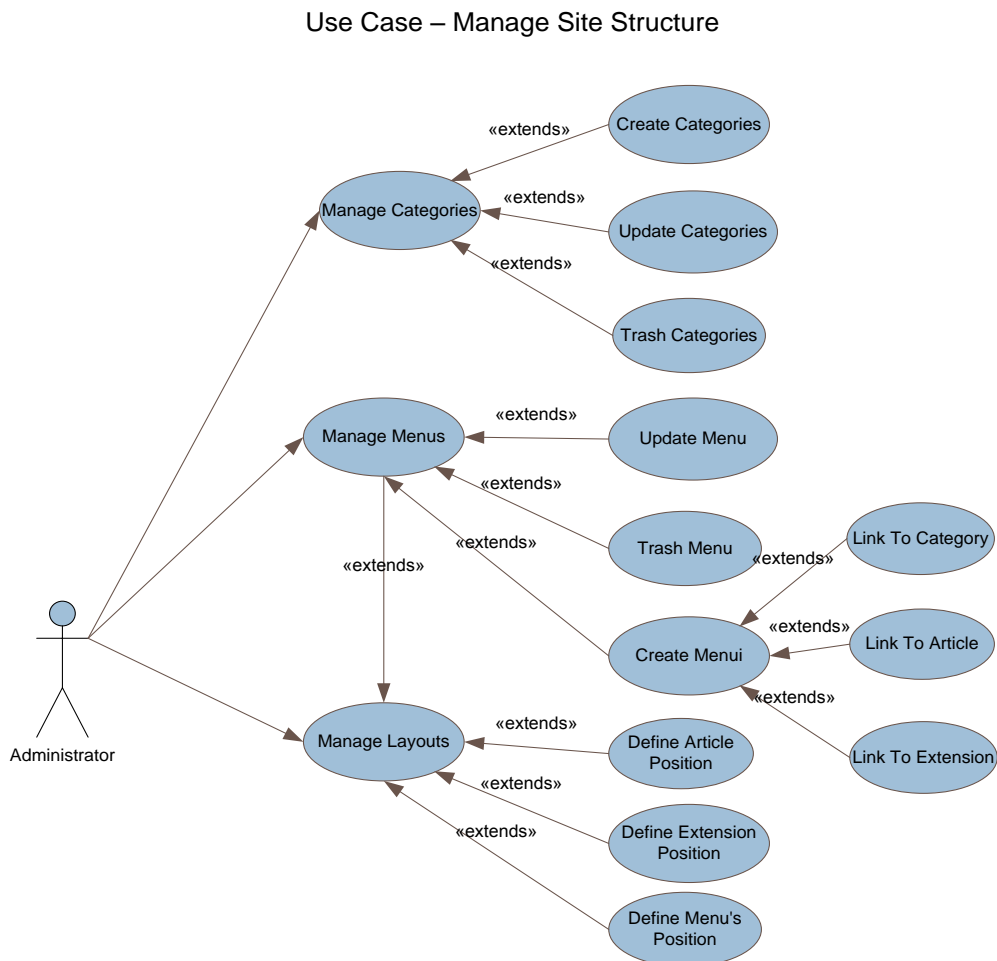 Use Case – Manage Site Structure
«extends»
Create Categories
Manage Categories
«extends»
Update Categories
«extends»
Trash Categories
Manage Menus
«extends»
Update Menu
«extends»
Trash Menu
«extends»
«extends»
Create Menui
«extends»
Link To Category
«extends»
Link To Article
«extends»
Link To Extension
Administrator
Manage Layouts
«extends»
Define Article
Position
«extends»
Define Extension
Position
«extends»
Define Menu's
Position